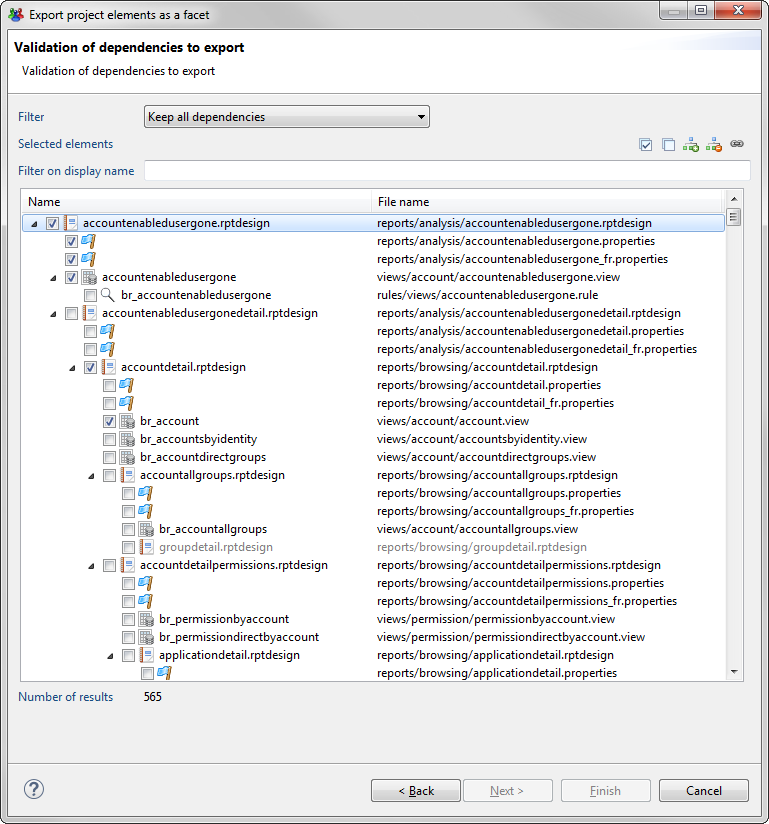 Export project elements as a facet
Validation of dependencies to export
Validation of dependencies to export
Filter Keep all dependencies
Selected elements
Filter on display name
Name File name
accountenabledusergone.rptdesign reports/analysis/accountenabledusergone.rptdesign
reports/analysis/accountenabledusergone.properties
reports/analysis/accountenabledusergone_fr.properties
accountenabledusergone views/account/accountenabledusergone.view
br_accountenabledusergone rules/views/accountenabledusergone.rule
accountenabledusergonedetail.rptdesign reports/analysis/accountenabledusergonedetail.rptdesign
reports/analysis/accountenabledusergonedetail.properties
reports/analysis/accountenabledusergonedetail_fr.properties
accountdetail.rptdesign reports/browsing/accountdetail.rptdesign
reports/browsing/accountdetail.properties
reports/browsing/accountdetail_fr.properties
br_account views/account/account.view
br_accountsbyidentity views/account/accountsbyidentity.view
br_accountdirectgroups views/account/accountdirectgroups.view
accountallgroups.rptdesign reports/browsing/accountallgroups.rptdesign
reports/browsing/accountallgroups.properties
reports/browsing/accountallgroups_fr.properties
br_accountallgroups views/account/accountallgroups.view
groupdetail.rptdesign reports/browsing/groupdetail.rptdesign
accountdetailpermissions.rptdesign reports/browsing/accountdetailpermissions.rptdesign
reports/browsing/accountdetailpermissions.properties
reports/browsing/accountdetailpermissions_fr.properties
br_permissionbyaccount views/permission/permissionbyaccount.view
br_permissiondirectbyaccount views/permission/permissiondirectbyaccount.view
applicationdetail.rptdesign reports/browsing/applicationdetail.rptdesign
reports/browsing/applicationdetail.properties
Number of results 565
? < Back Next > Finish Cancel